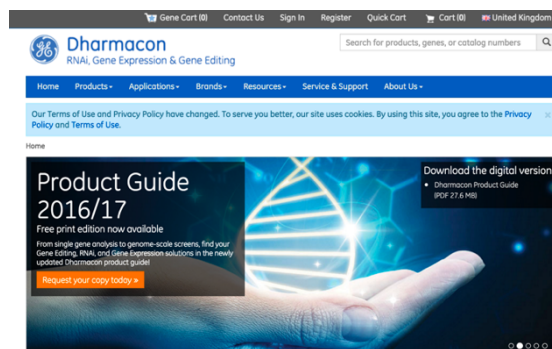 Gene Cart (0) Contact Us Sign In Register Quick Cart Cart (0) United Kingdom
Dharmacon
RNAi, Gene Expression & Gene Editing
Search for products, genes, or catalog numbers
Home Products Applications Brands Resources Service & Support About Us
Our Terms of Use and Privacy Policy have changed. To serve you better, our site uses cookies. By using this site, you agree to the Privacy
Policy and Terms of Use.
Home
Product Guide
2016/17
Free print edition now available
From single gene analysis to genome-scale screens, find your
Gene Editing, RNAi, and Gene Expression solutions in the newly
updated Dharmacon product guide!
Request your copy today »
Download the digital version
• Dharmacon Product Guide
(PDF 27.6 MB)